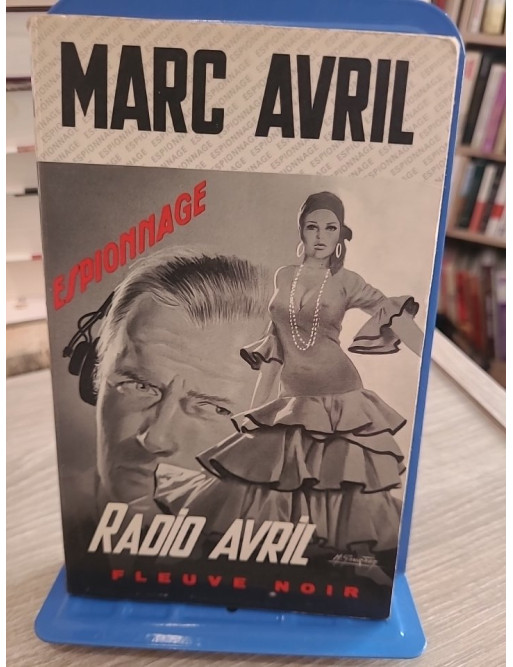 MARC AVRIL
ESPIONNAGE
RADIO AVRIL
FLEUVE NOIR